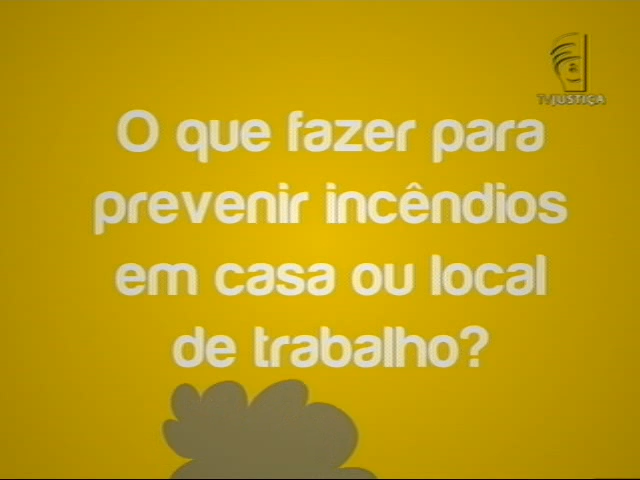 TV JUSTIÇA
O que fazer para
prevenir incêndios
em casa ou local
de trabalho?